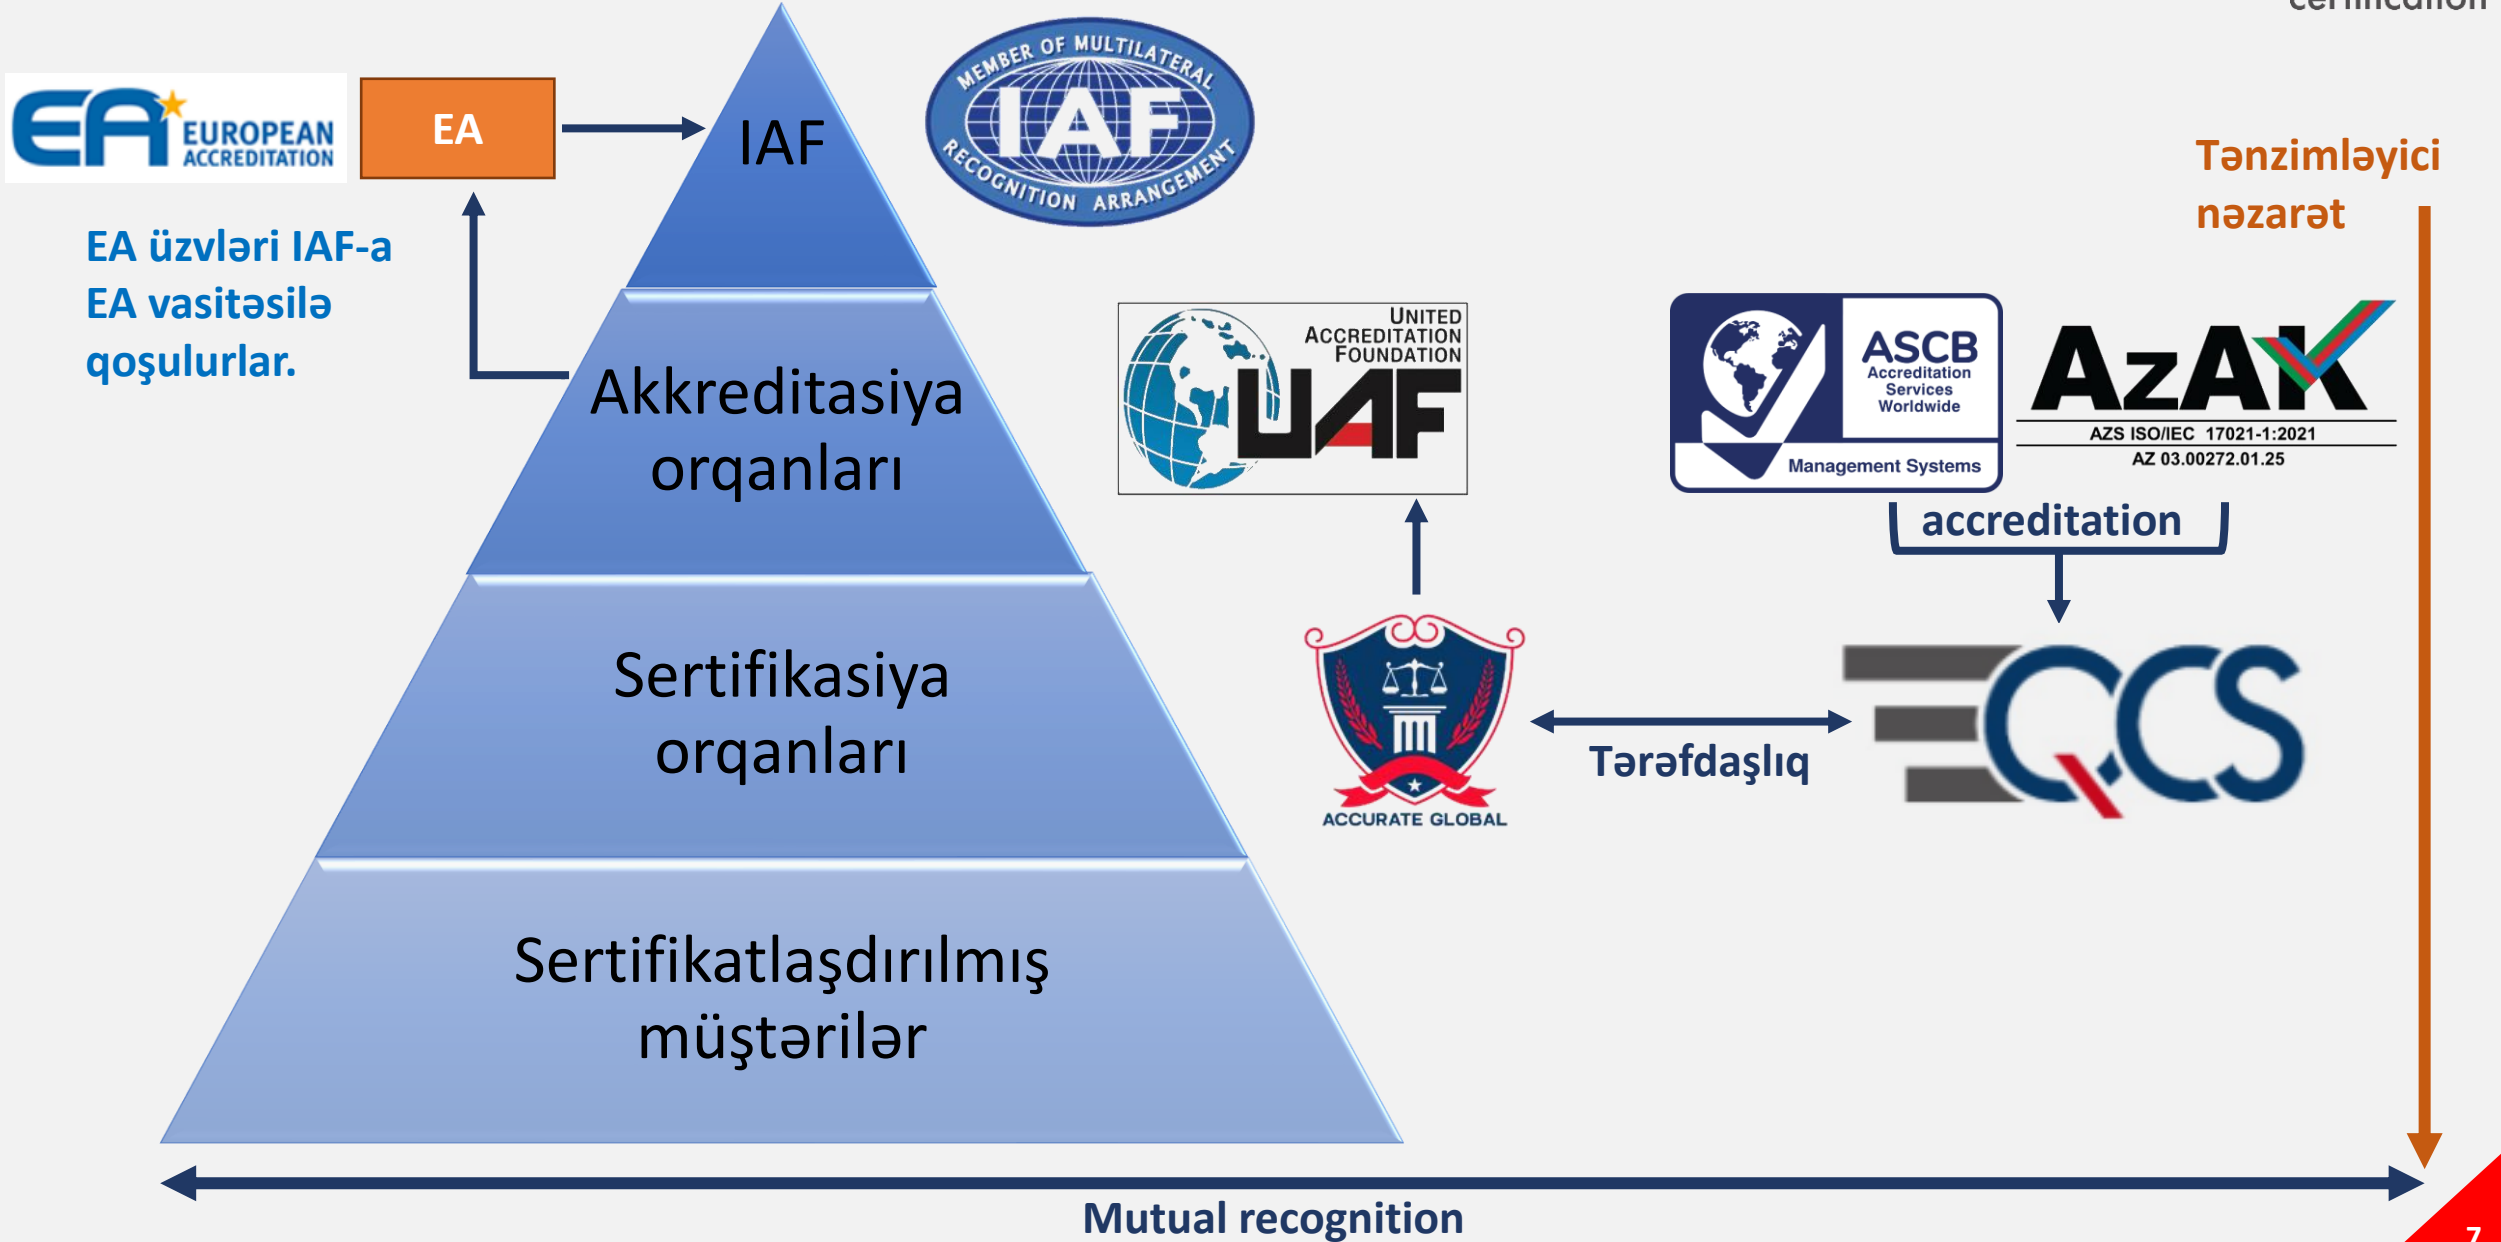 certification
EUROPEAN
ACCREDITATION
EA
EA üzvləri IAF-a
EA vasitəsilə
qoşulurlar.
IAF
MEMBER OF MULTILATERAL
IAF
RECOGNITION ARRANGEMENT
Tənzimləyici
nəzarət
Akkreditasiya
orqanları
UNITED
ACCREDITATION
FOUNDATION
UAF
ASCB
Accreditation
Services
Worldwide
Management Systems
AzAK
AZS ISO/IEC 17021-1:2021
AZ 03.00272.01.25
accreditation
Sertifikasiya
orqanları
ACCURATE GLOBAL
Tərəfdaşlıq
EQCS
Sertifikatlaşdırılmış
müştərilər
Mutual recognition
7